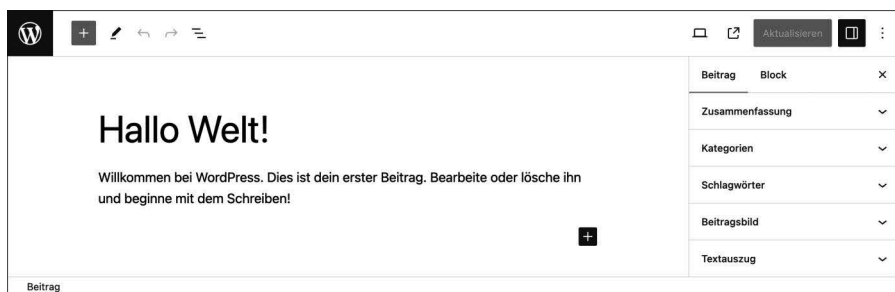 Aktualisieren
Beitrag Block
Hallo Welt!
Willkommen bei WordPress. Dies ist dein erster Beitrag. Bearbeite oder lösche ihn
und beginne mit dem Schreiben!
Zusammenfassung
Kategorien
Schlagwörter
Beitragsbild
Textauszug
Beitrag